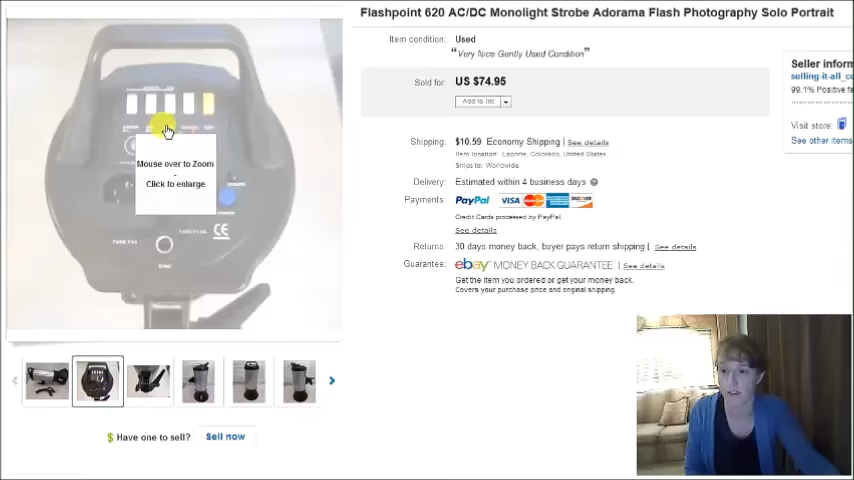 Flashpoint 620 AC/DC Monolight Strobe Adorama Flash Photography Solo Portrait
Item condition: Used
“Very Nice Gently Used Condition”
Sold for: US $74.95
Add to list
Shipping: $10.59 Economy Shipping | See details
Item location: Laporte, Colorado, United States
Ships to: Worldwide
Delivery: Estimated within 4 business days
Payments: PayPal VISA MasterCard DISCOVER
Credit Cards processed by PayPal
See details
Returns: 30 days money back, buyer pays return shipping | See details
Guarantee: ebay MONEY BACK GUARANTEE | See details
Get the item you ordered or get your money back.
Covers your purchase price and original shipping.
Seller inform
selling-it-all_c
99.1% Positive fe
Visit store:
See other items
Mouse over to Zoom
-
Click to enlarge
CE
SYNC
$ Have one to sell? Sell now